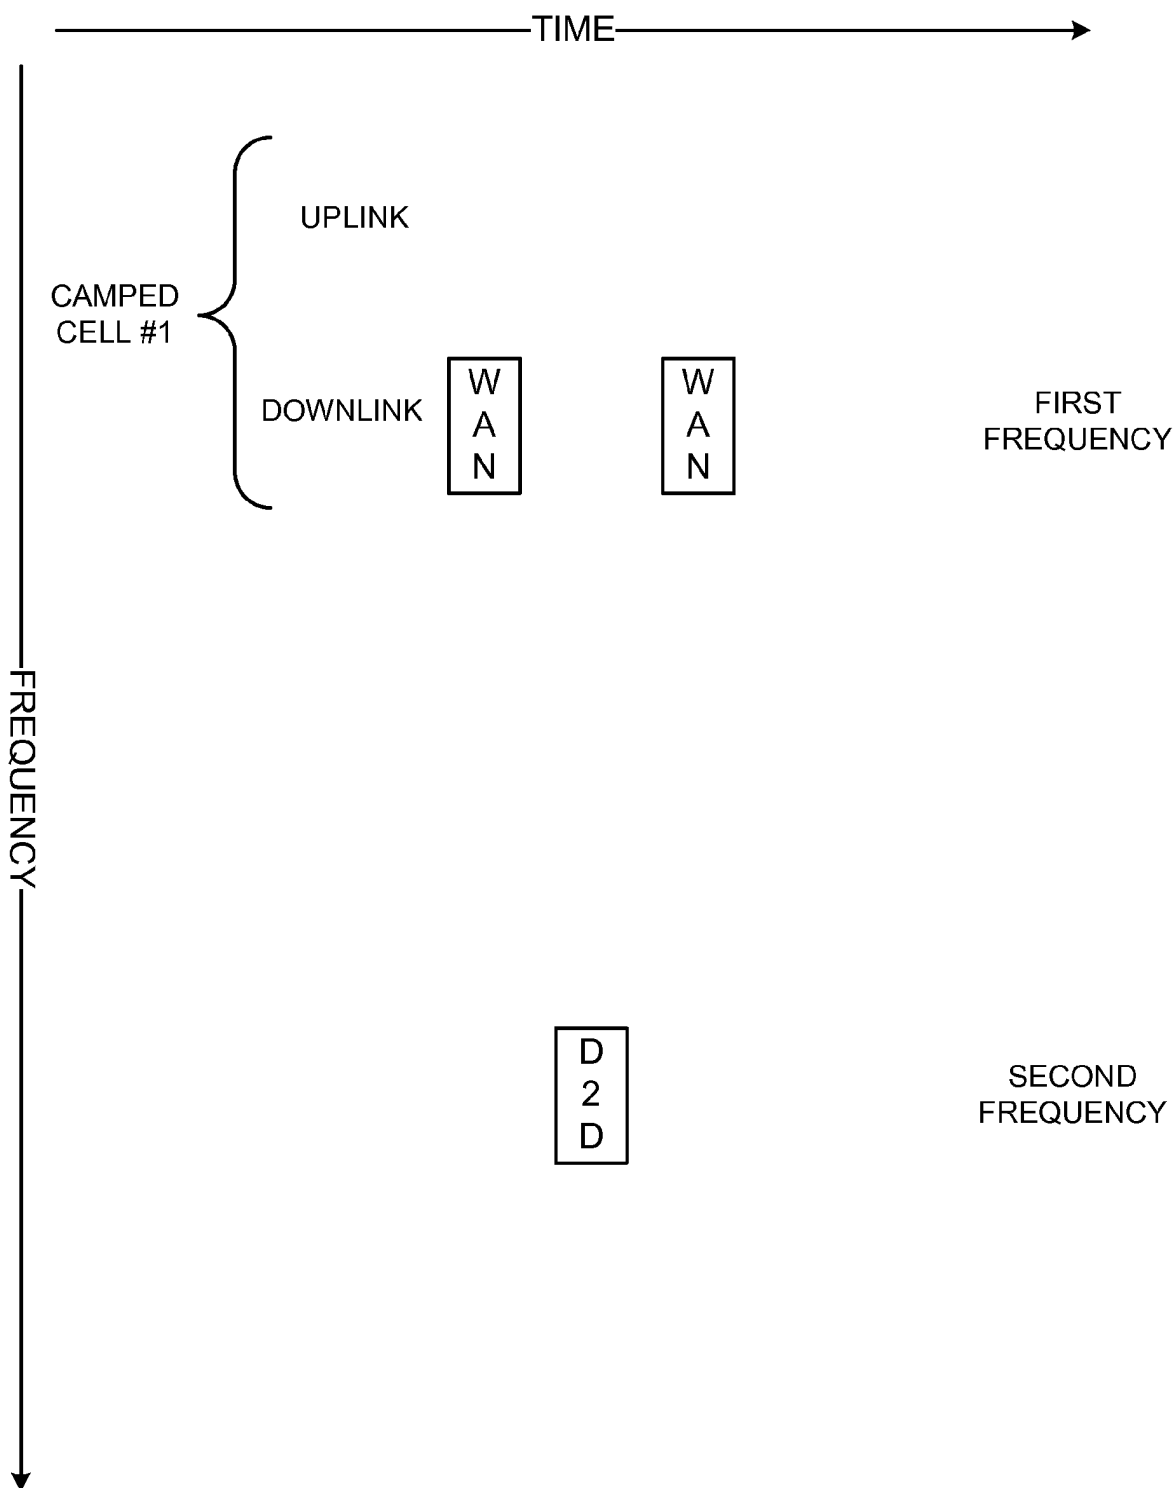 TIME
UPLINK
CAMPED
CELL #1
DOWNLINK
W
A
N
W
A
N
FIRST
FREQUENCY
FREQUENCY
D
2
D
SECOND
FREQUENCY